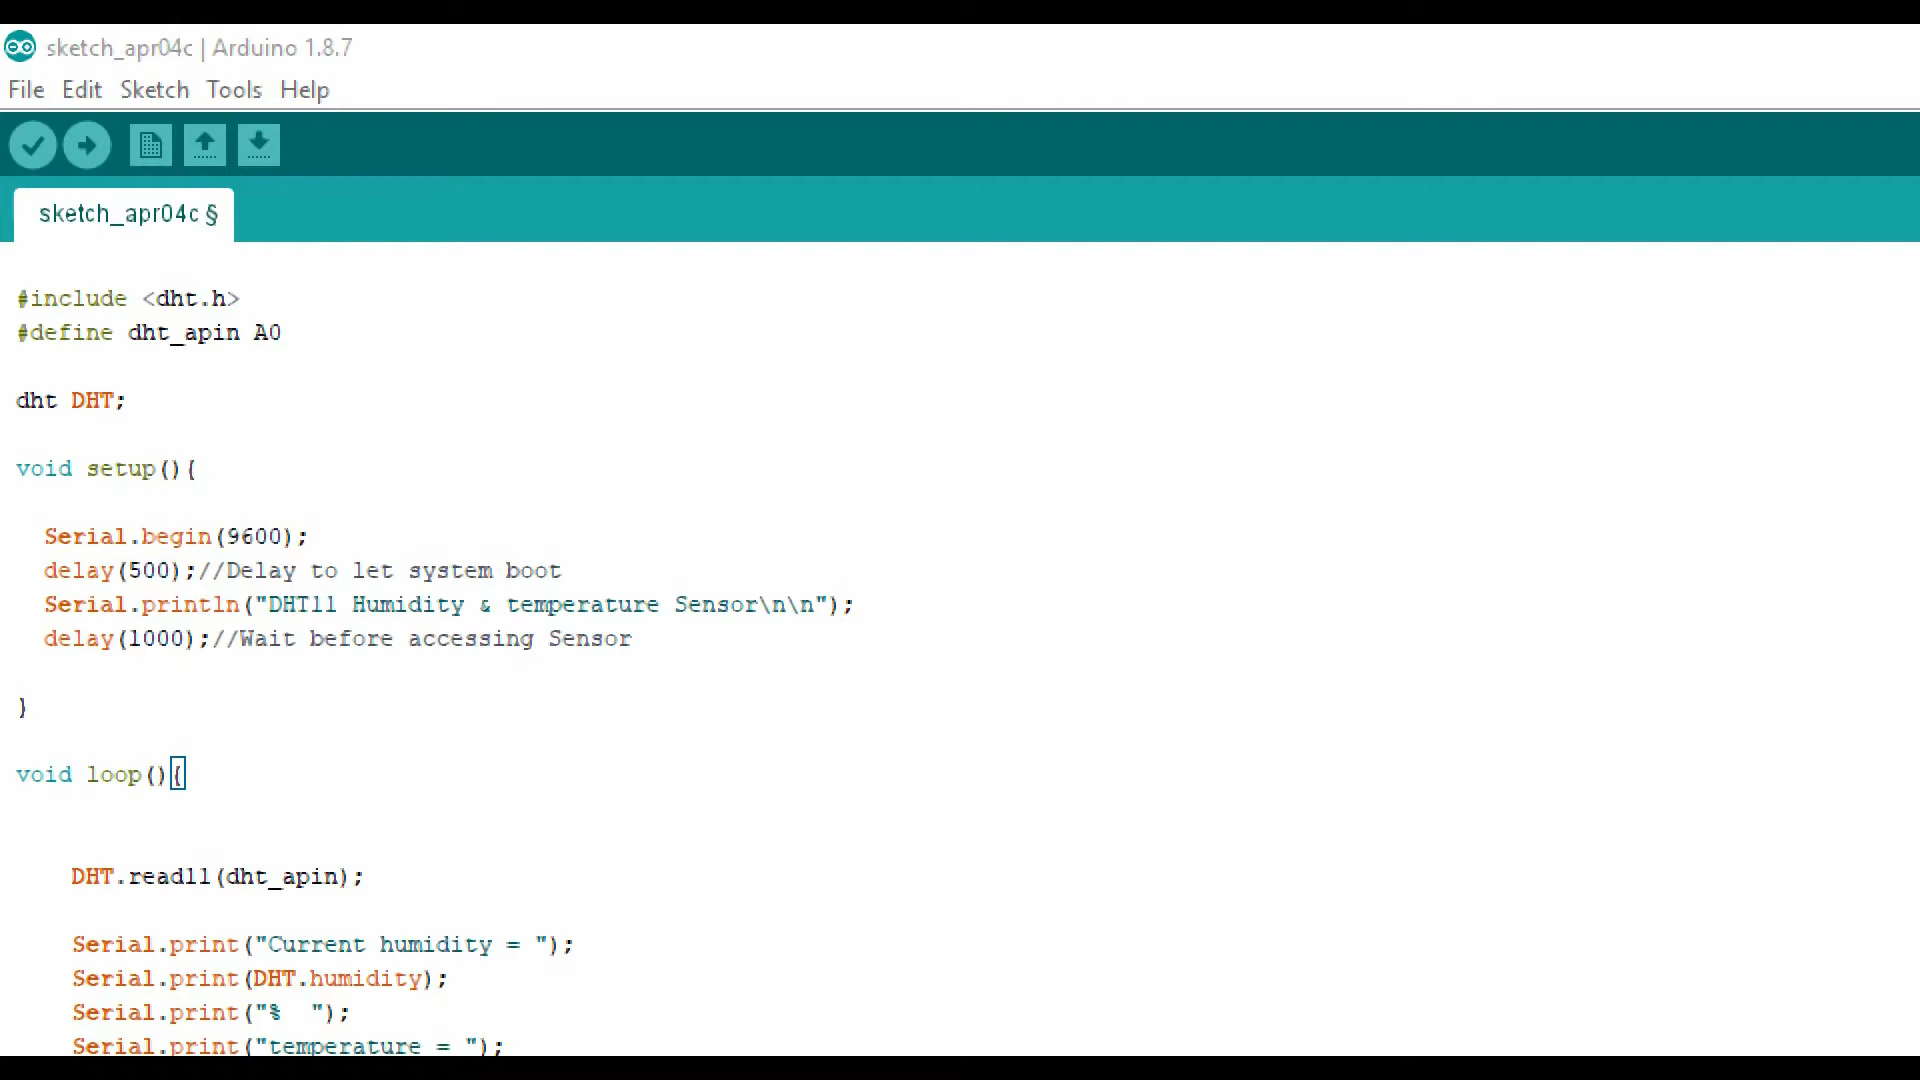 sketch_apr04c | Arduino 1.8.7
File Edit Sketch Tools Help
sketch_apr04c §
#include <dht.h>
#define dht_apin A0
dht DHT;
void setup(){
Serial.begin(9600);
delay(500);//Delay to let system boot
Serial.println("DHT11 Humidity & temperature Sensor\n\n");
delay(1000);//Wait before accessing Sensor
}
void loop(){
DHT.read11(dht_apin);
Serial.print("Current humidity = ");
Serial.print(DHT.humidity);
Serial.print("%  ");
Serial.print("temperature = ");